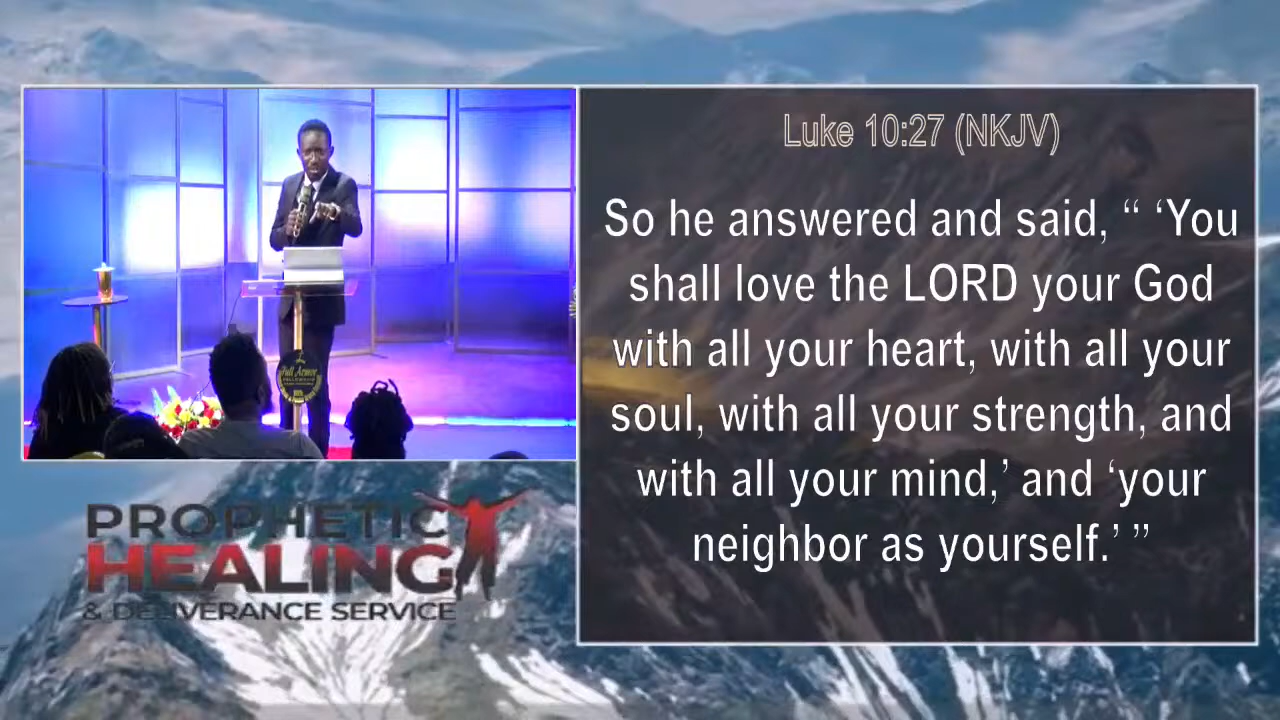 Luke 10:27 (NKJV)
So he answered and said, “ ‘You
shall love the LORD your God
with all your heart, with all your
soul, with all your strength, and
with all your mind,’ and ‘your
neighbor as yourself.’ ”
Full Armor
PROPHETIC
HEALING
& DELIVERANCE SERVICE